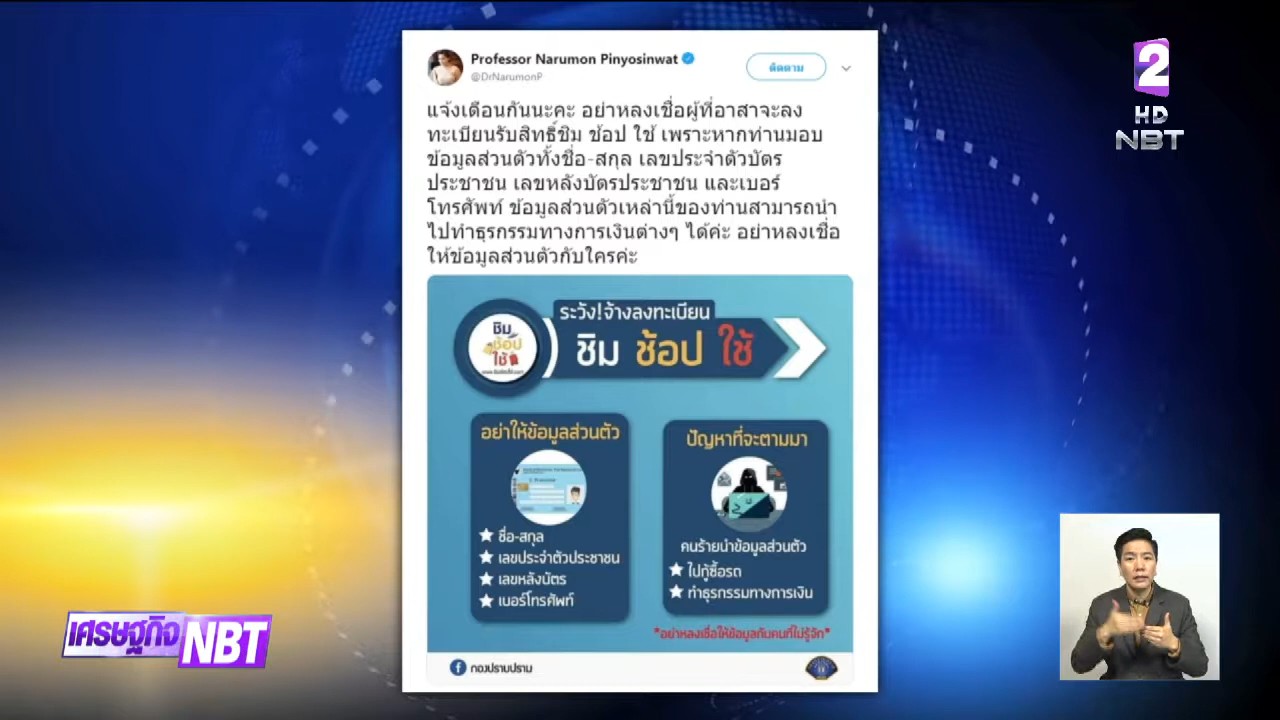 Professor Narumon Pinyosinwat
@DrNarumonP
ติดตาม
แจ้งเตือนกันนะคะ อย่าหลงเชื่อผู้ที่อาสาจะลง
ทะเบียนรับสิทธิ์ชิม ช้อป ใช้ เพราะหากท่านมอบ
ข้อมูลส่วนตัวทั้งชื่อ-สกุล เลขประจำตัวบัตร
ประชาชน เลขหลังบัตรประชาชน และเบอร์
โทรศัพท์ ข้อมูลส่วนตัวเหล่านี้ของท่านสามารถนำ
ไปทำธุรกรรมทางการเงินต่างๆ ได้ค่ะ อย่าหลงเชื่อ
ให้ข้อมูลส่วนตัวกับใครค่ะ
ระวัง!จ้างลงทะเบียน
ชิม ช้อป ใช้
ชิม
ช้อป
ใช้
อย่าให้ข้อมูลส่วนตัว
ชื่อ-สกุล
เลขประจำตัวประชาชน
เลขหลังบัตร
เบอร์โทรศัพท์
ปัญหาที่จะตามมา
คนร้ายนำข้อมูลส่วนตัว
ไปกู้ซื้อรถ
ทำธุรกรรมทางการเงิน
*อย่าหลงเชื่อให้ข้อมูลกับคนที่ไม่รู้จัก*
กองปราบปราม
2
HD
NBT
เศรษฐกิจ NBT